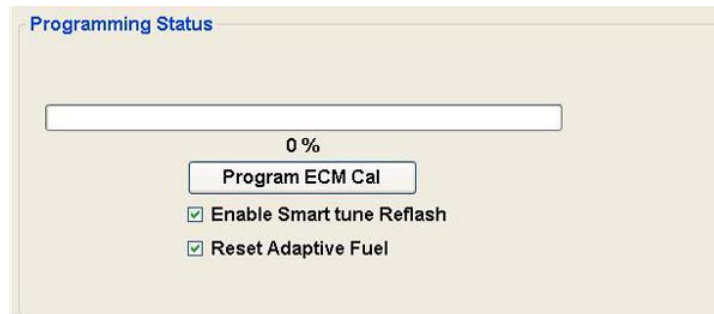 Programming Status
0 %
Program ECM Cal
Enable Smart tune Reflash
Reset Adaptive Fuel